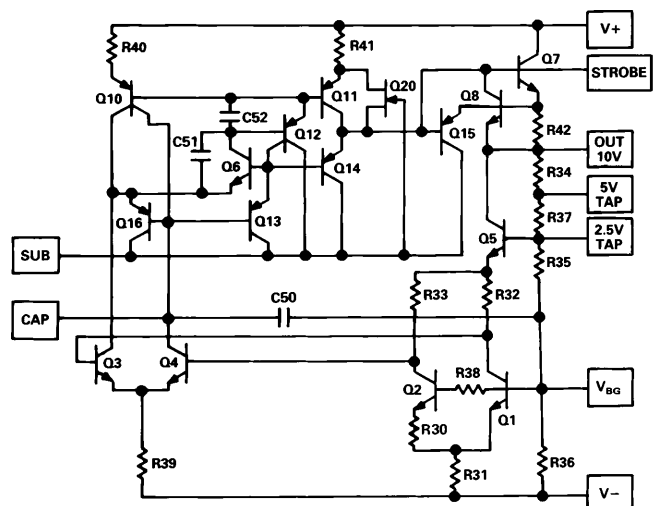 R40
R41
V+
Q7
STROBE
Q10
Q11
Q20
Q8
C52
Q12
Q15
R42
C51
OUT
10V
Q6
Q14
R34
5V
TAP
Q16
Q13
R37
Q5
2.5V
TAP
SUB
R35
R33
R32
C50
CAP
Q3
Q4
R38
Q2
VBG
R30
Q1
R39
R31
R36
V−